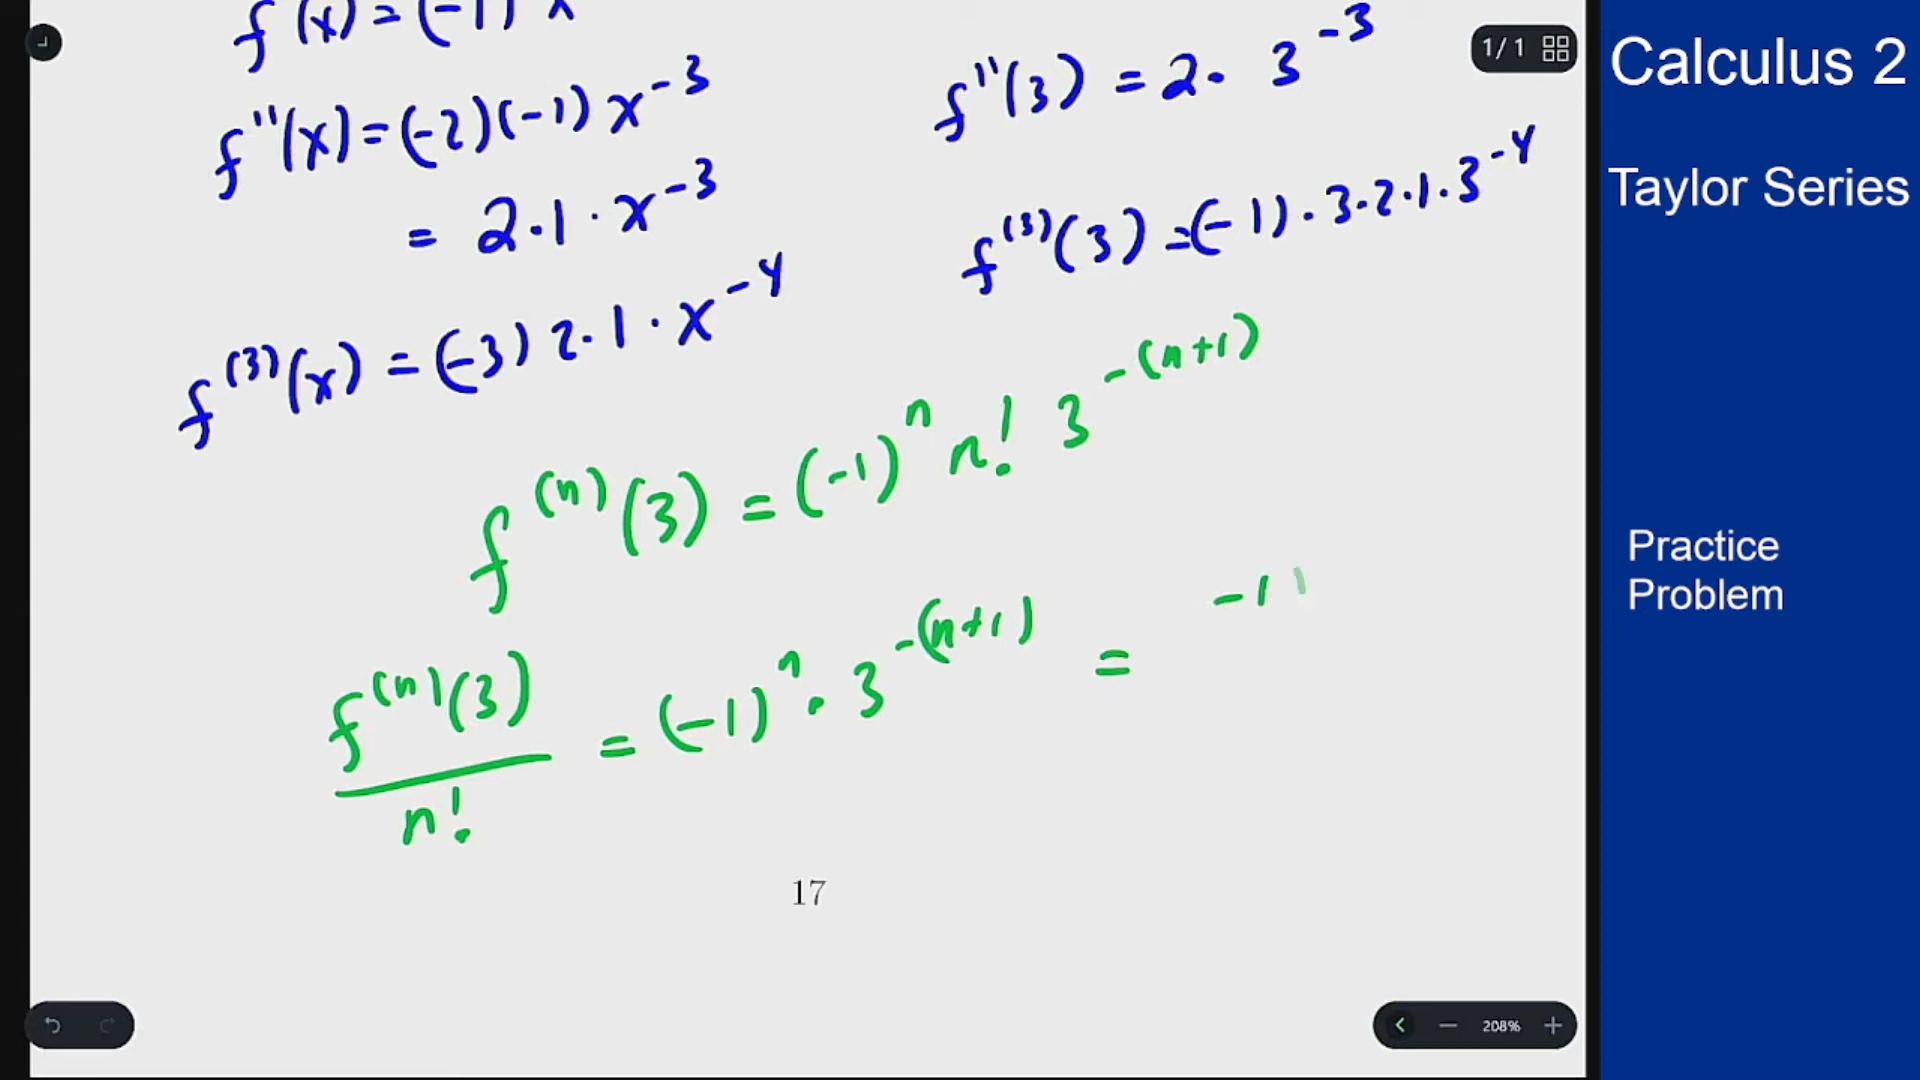 f'(x) = (-1) x
f''(x) = (-2)(-1) x^{-3}
= 2·1·x^{-3}
f^{(3)}(x) = (-3) 2·1·x^{-4}
f''(3) = 2· 3^{-3}
f^{(3)}(3) = (-1)·3·2·1·3^{-4}
f^{(n)}(3) = (-1)^n n! 3^{-(n+1)}
f^{(n)}(3) / n! = (-1)^n · 3^{-(n+1)} = -1
17
1/1
208%
Calculus 2
Taylor Series
Practice
Problem